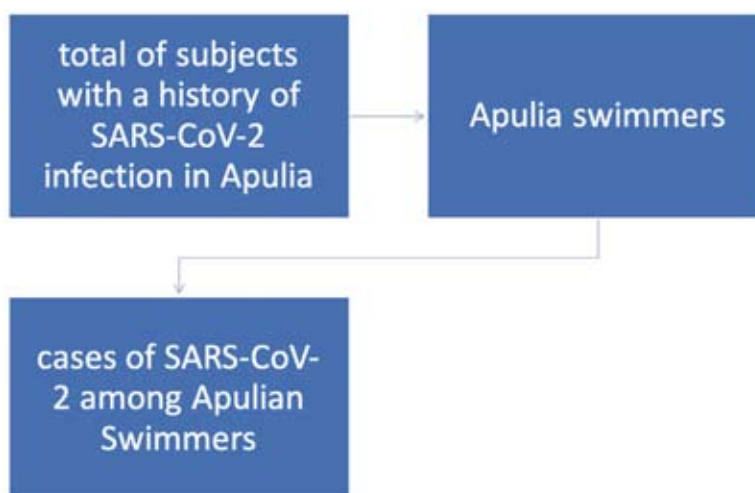 total of subjects
with a history of
SARS-CoV-2
infection in Apulia
Apulia swimmers
cases of SARS-CoV-
2 among Apulian
Swimmers